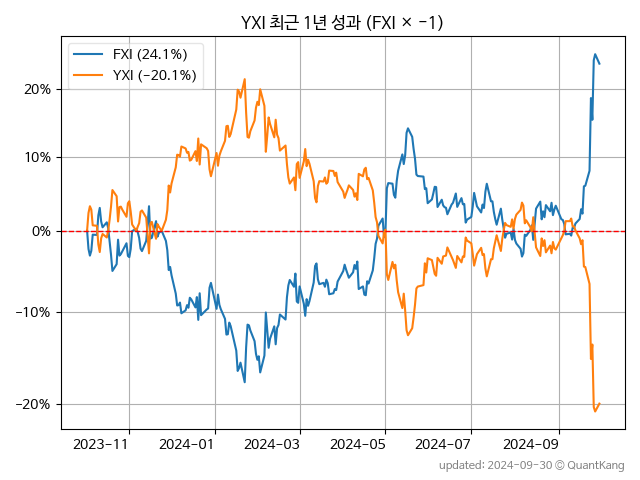 YXI 최근 1년 성과 (FXI × −1)
FXI (24.1%)
YXI (−20.1%)
20%
10%
0%
−10%
−20%
2023−11 2024−01 2024−03 2024−05 2024−07 2024−09
updated: 2024-09-30 © QuantKang